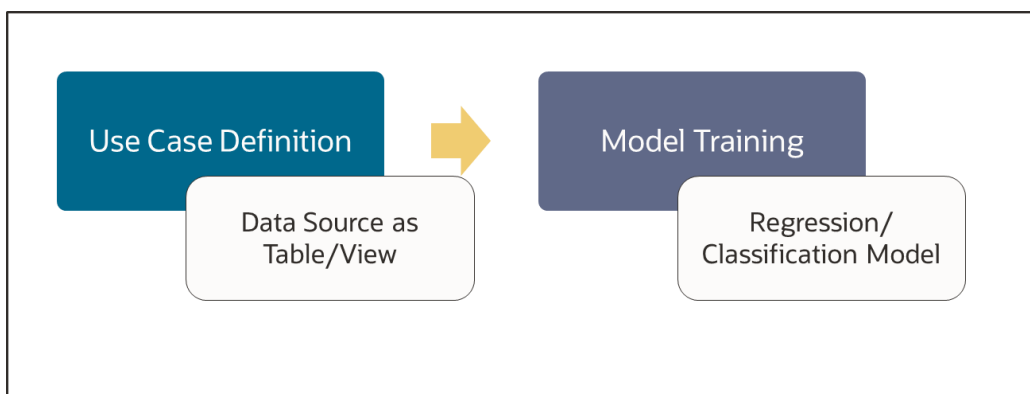 Use Case Definition
Data Source as
Table/View
Model Training
Regression/
Classification Model